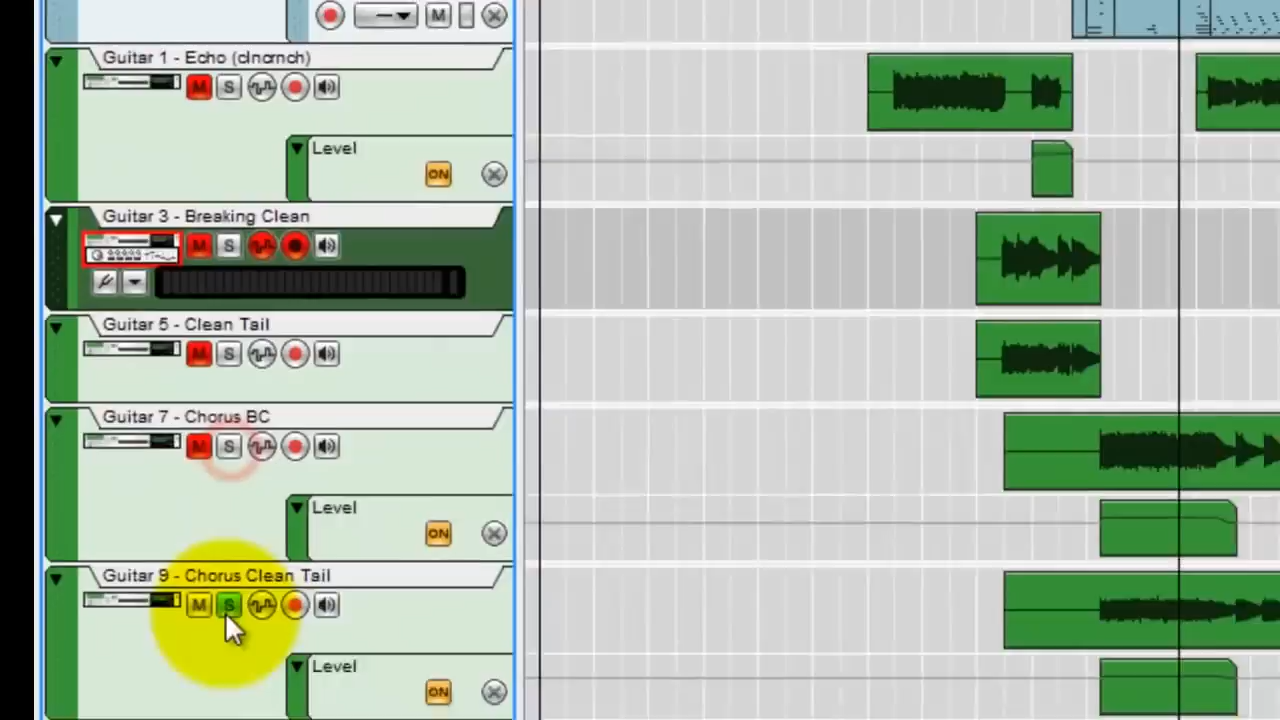 M
Guitar 1 - Echo (clncrnch)
M S
Level
ON
Guitar 3 - Breaking Clean
M S
Guitar 5 - Clean Tail
M S
Guitar 7 - Chorus BC
M S
Level
ON
Guitar 9 - Chorus Clean Tail
M S
Level
ON